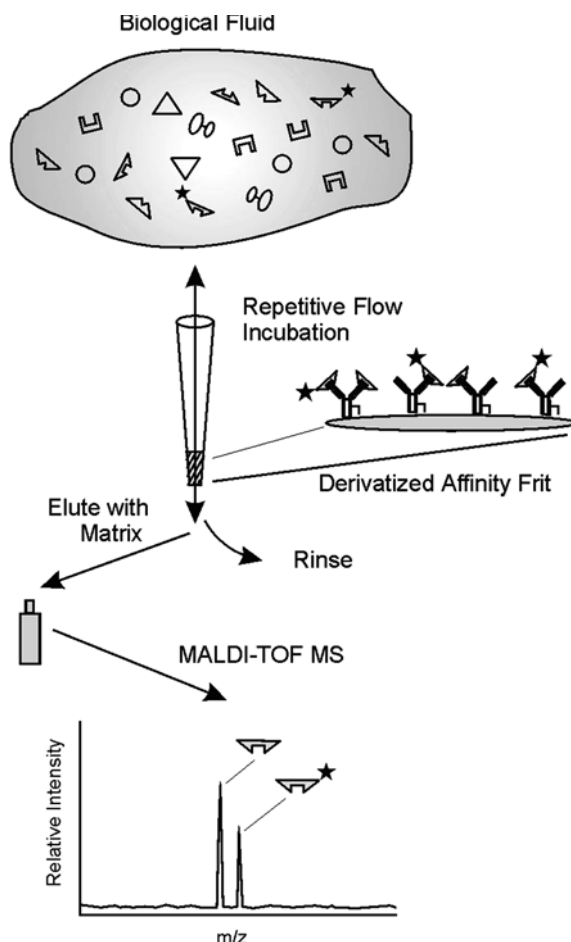 Biological Fluid
Repetitive Flow
Incubation
Derivatized Affinity Frit
Elute with
Matrix
Rinse
MALDI-TOF MS
Relative Intensity
m/z